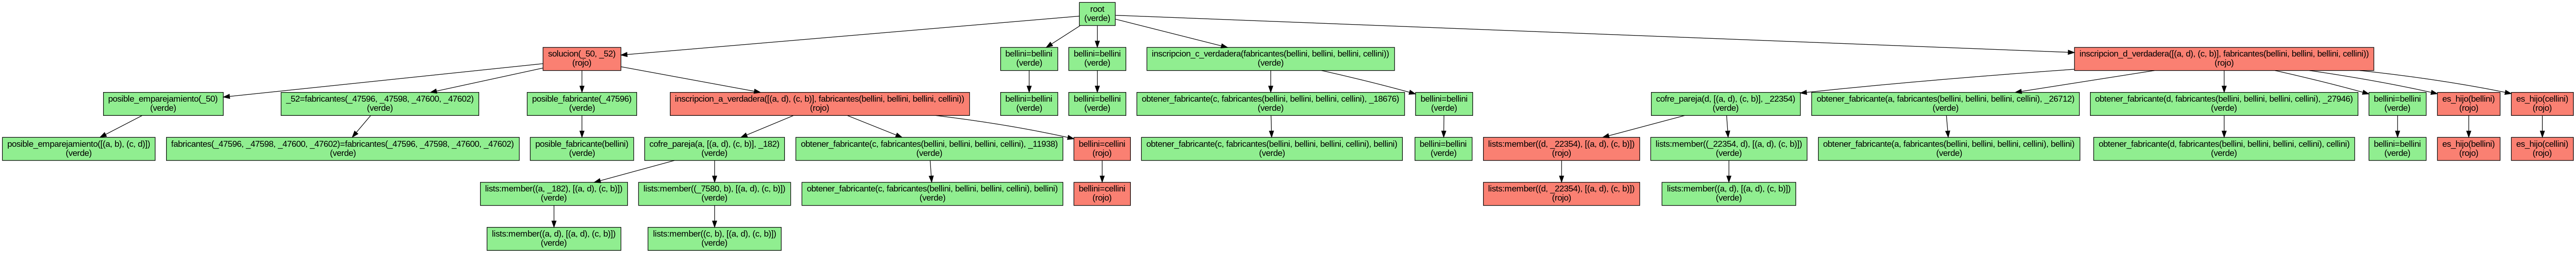 root
(verde)
solucion(_50, _52)
(rojo)
bellini=bellini
(verde)
bellini=bellini
(verde)
inscripcion_c_verdadera(fabricantes(bellini, bellini, bellini, cellini))
(verde)
inscripcion_d_verdadera([(a, d), (c, b)], fabricantes(bellini, bellini, bellini, cellini))
(rojo)
posible_emparejamiento(_50)
(verde)
_52=fabricantes(_47596, _47598, _47600, _47602)
(verde)
posible_fabricante(_47596)
(verde)
inscripcion_a_verdadera([(a, d), (c, b)], fabricantes(bellini, bellini, bellini, cellini))
(rojo)
bellini=bellini
(verde)
bellini=bellini
(verde)
obtener_fabricante(c, fabricantes(bellini, bellini, bellini, cellini), _18676)
(verde)
bellini=bellini
(verde)
cofre_pareja(d, [(a, d), (c, b)], _22354)
(verde)
obtener_fabricante(a, fabricantes(bellini, bellini, bellini, cellini), _26712)
(verde)
obtener_fabricante(d, fabricantes(bellini, bellini, bellini, cellini), _27946)
(verde)
bellini=bellini
(verde)
es_hijo(bellini)
(rojo)
es_hijo(cellini)
(rojo)
posible_emparejamiento([(a, b), (c, d)])
(verde)
fabricantes(_47596, _47598, _47600, _47602)=fabricantes(_47596, _47598, _47600, _47602)
(verde)
posible_fabricante(bellini)
(verde)
cofre_pareja(a, [(a, d), (c, b)], _182)
(verde)
obtener_fabricante(c, fabricantes(bellini, bellini, bellini, cellini), _11938)
(verde)
bellini=cellini
(rojo)
obtener_fabricante(c, fabricantes(bellini, bellini, bellini, cellini), bellini)
(verde)
bellini=bellini
(verde)
lists:member((d, _22354), [(a, d), (c, b)])
(rojo)
lists:member((_22354, d), [(a, d), (c, b)])
(verde)
obtener_fabricante(a, fabricantes(bellini, bellini, bellini, cellini), bellini)
(verde)
obtener_fabricante(d, fabricantes(bellini, bellini, bellini, cellini), cellini)
(verde)
bellini=bellini
(verde)
es_hijo(bellini)
(rojo)
es_hijo(cellini)
(rojo)
lists:member((a, _182), [(a, d), (c, b)])
(verde)
lists:member((_7580, b), [(a, d), (c, b)])
(verde)
obtener_fabricante(c, fabricantes(bellini, bellini, bellini, cellini), bellini)
(verde)
bellini=cellini
(rojo)
lists:member((d, _22354), [(a, d), (c, b)])
(rojo)
lists:member((a, d), [(a, d), (c, b)])
(verde)
lists:member((a, d), [(a, d), (c, b)])
(verde)
lists:member((c, b), [(a, d), (c, b)])
(verde)